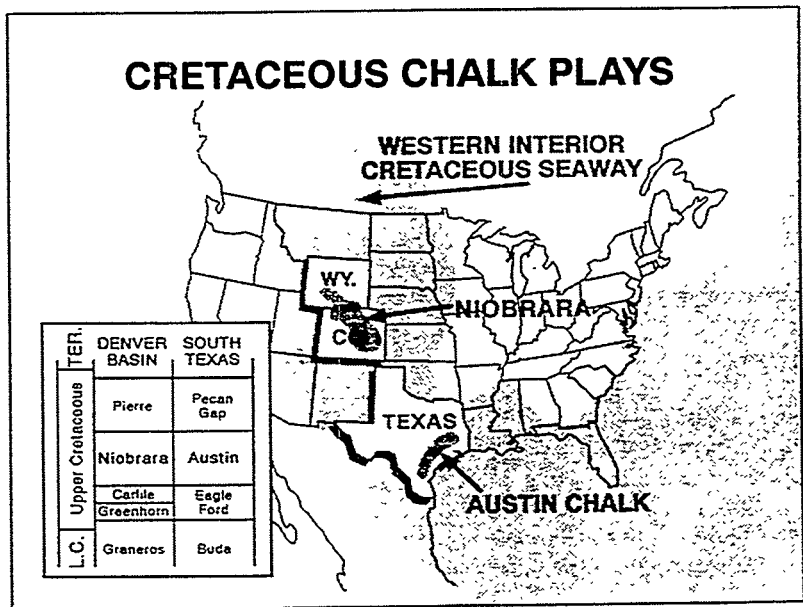 CRETACEOUS CHALK PLAYS
WESTERN INTERIOR
CRETACEOUS SEAWAY
WY.
NIOBRARA
TEXAS
AUSTIN CHALK
TER.
DENVER
BASIN
SOUTH
TEXAS
Upper Cretaceous
Pierre
Pecan
Gap
Niobrara
Austin
Carlile
Greenhorn
Eagle
Ford
L.C.
Graneros
Buda